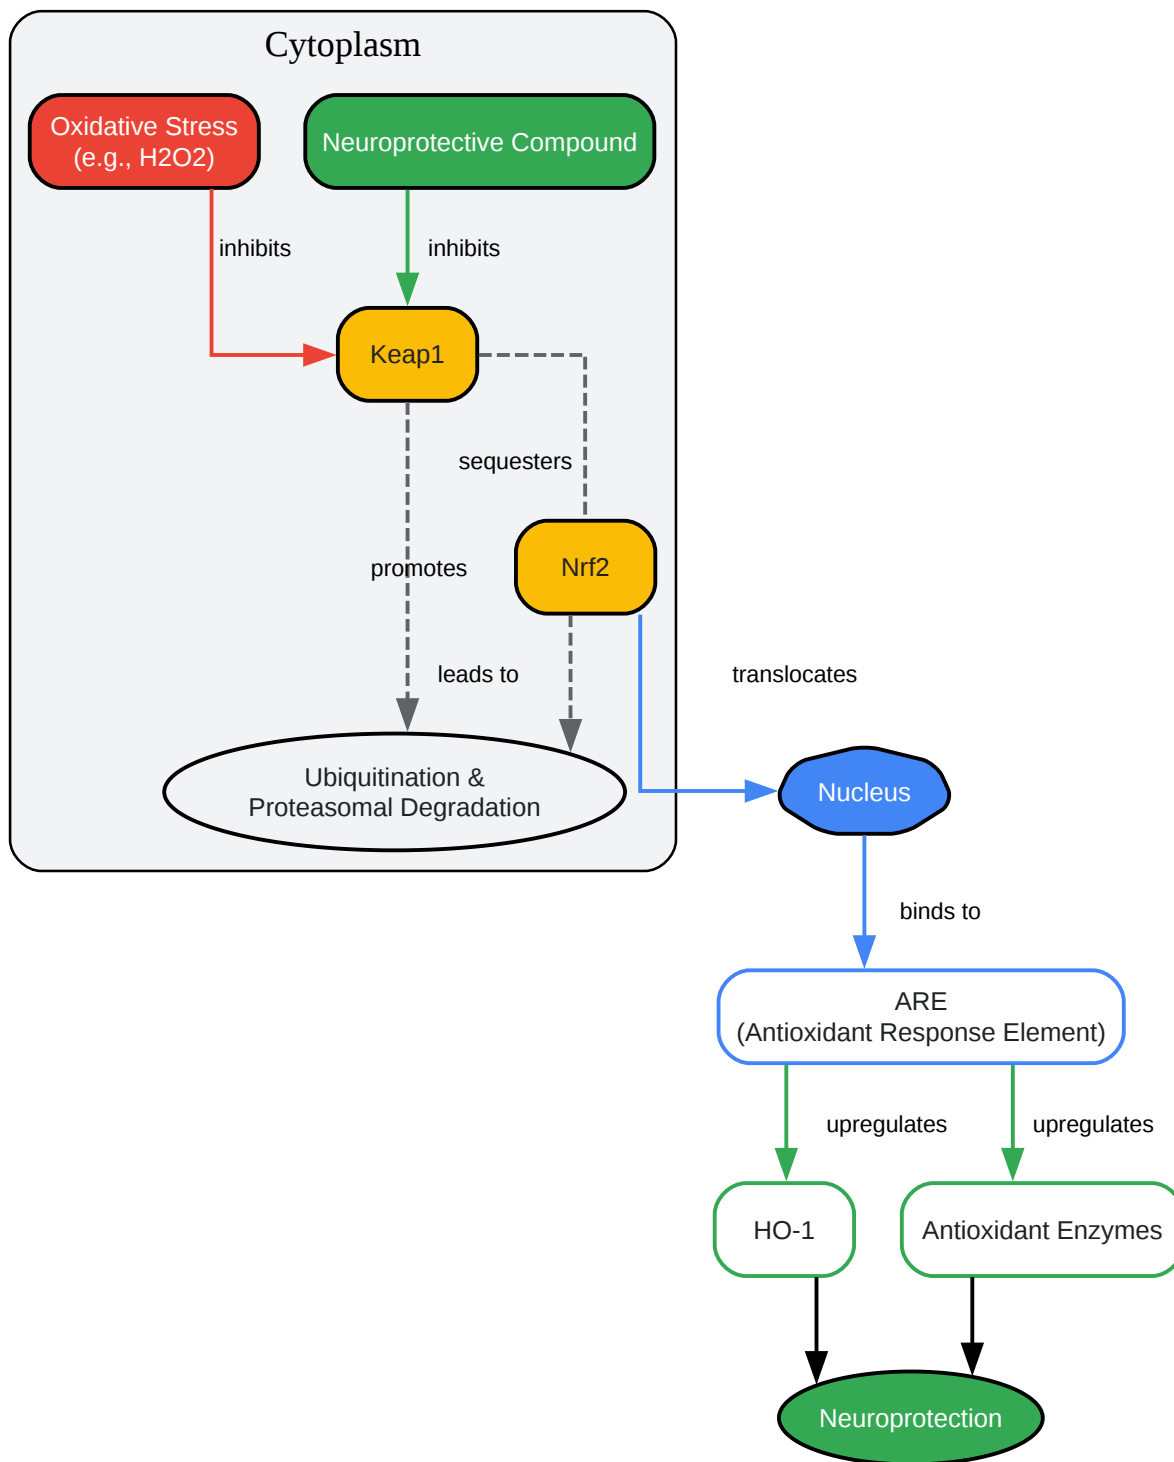 Cytoplasm
Oxidative Stress
(e.g., H2O2)
Neuroprotective Compound
inhibits
inhibits
Keap1
sequesters
promotes
Nrf2
leads to
translocates
Ubiquitination &
Proteasomal Degradation
Nucleus
binds to
ARE
(Antioxidant Response Element)
upregulates
upregulates
HO-1
Antioxidant Enzymes
Neuroprotection